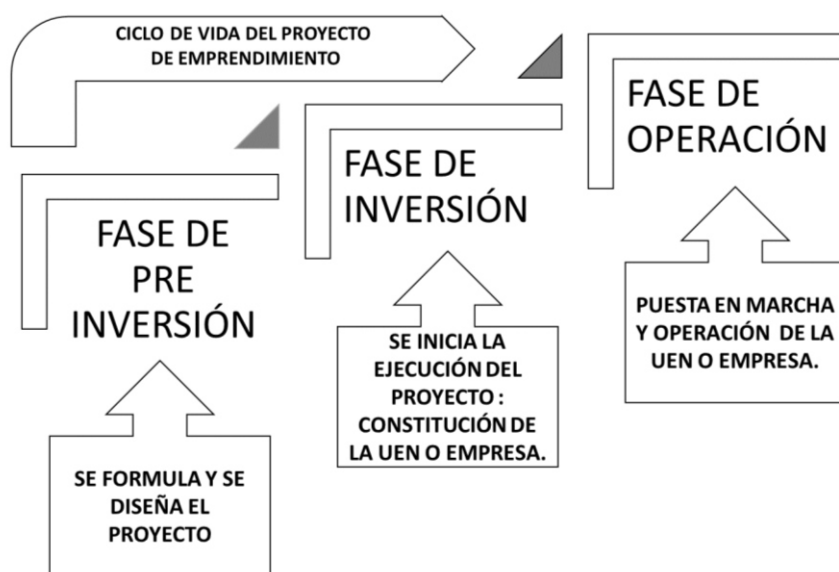 CICLO DE VIDA DEL PROYECTO
DE EMPRENDIMIENTO
FASE DE
PRE
INVERSIÓN
SE FORMULA Y SE
DISEÑA EL
PROYECTO
FASE DE
INVERSIÓN
SE INICIA LA
EJECUCIÓN DEL
PROYECTO :
CONSTITUCIÓN DE
LA UEN O EMPRESA.
FASE DE
OPERACIÓN
PUESTA EN MARCHA
Y OPERACIÓN DE LA
UEN O EMPRESA.